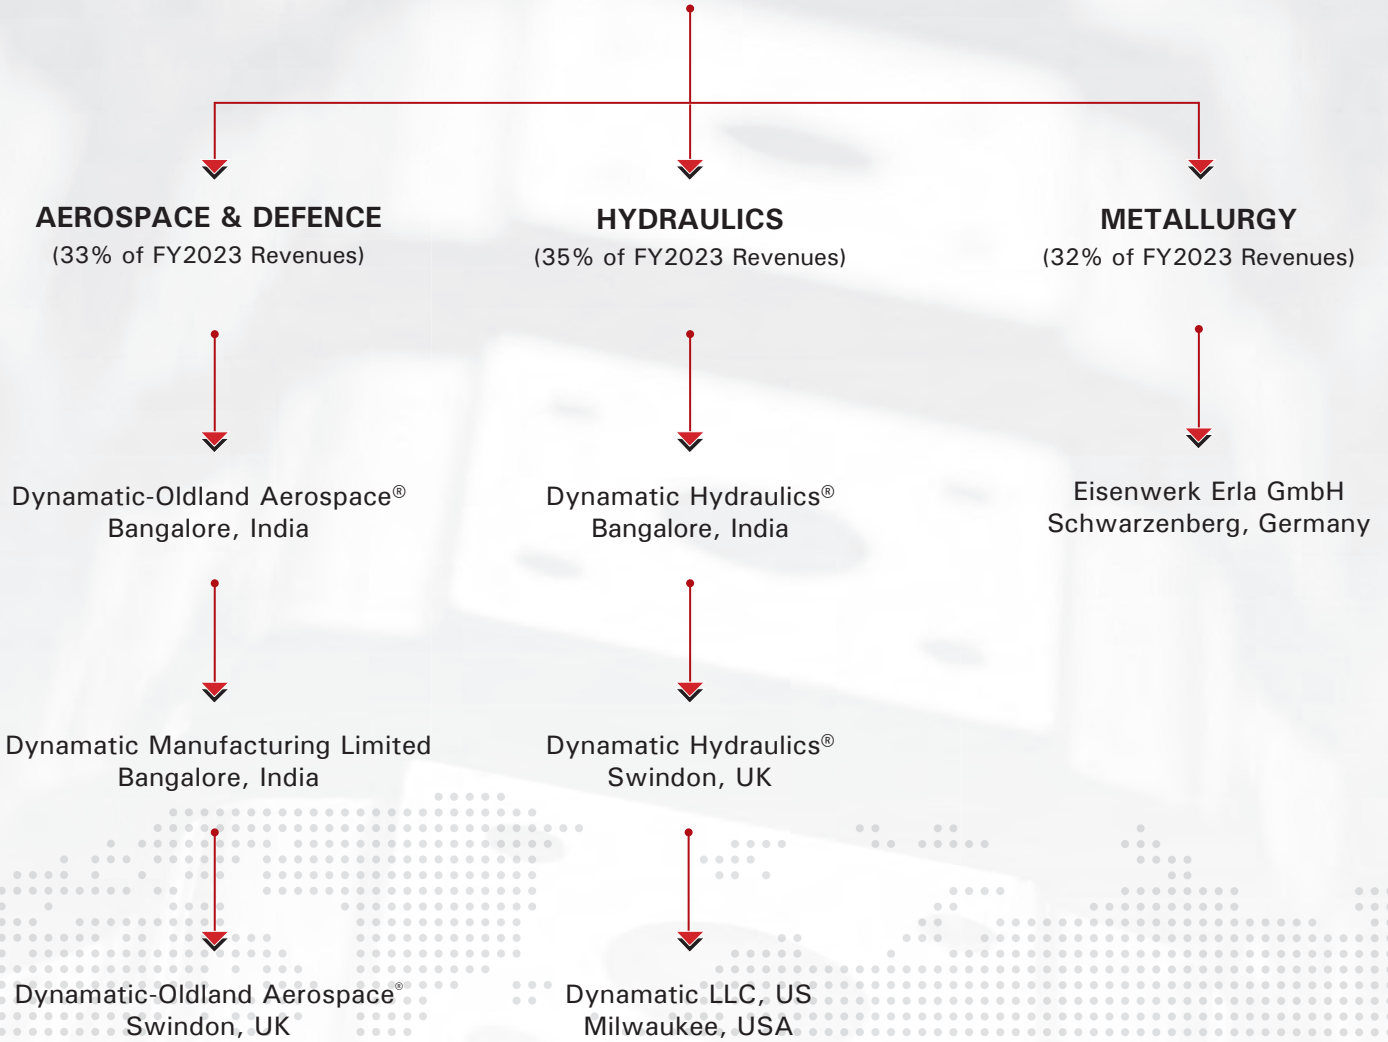 AEROSPACE & DEFENCE
(33% of FY2023 Revenues)
HYDRAULICS
(35% of FY2023 Revenues)
METALLURGY
(32% of FY2023 Revenues)
Dynamatic-Oldland Aerospace®
Bangalore, India
Dynamatic Hydraulics®
Bangalore, India
Eisenwerk Erla GmbH
Schwarzenberg, Germany
Dynamatic Manufacturing Limited
Bangalore, India
Dynamatic Hydraulics®
Swindon, UK
Dynamatic-Oldland Aerospace®
Swindon, UK
Dynamatic LLC, US
Milwaukee, USA